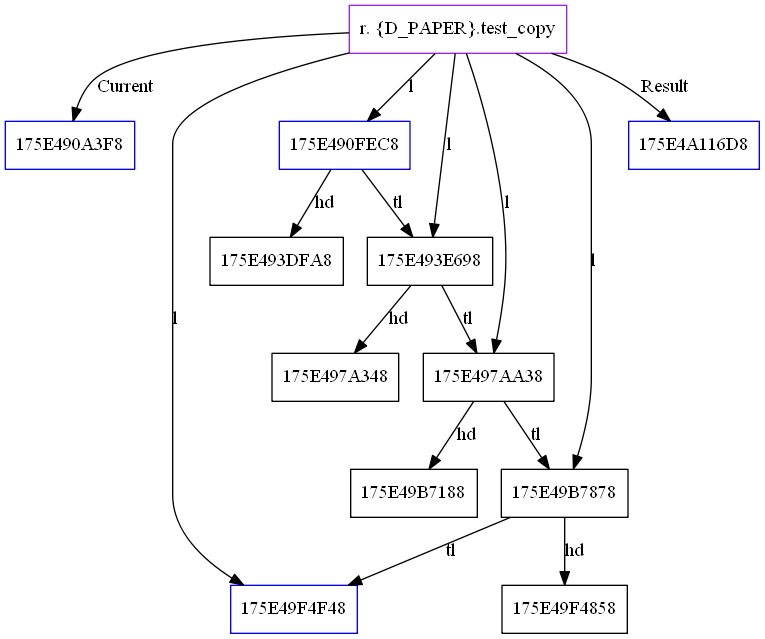 r. {D_PAPER}.test_copy
Current
l
Result
175E490A3F8
175E490FEC8
l
175E4A116D8
hd
tl
l
175E493DFA8
175E493E698
l
l
hd
tl
175E497A348
175E497AA38
hd
tl
175E49B7188
175E49B7878
tl
hd
175E49F4F48
175E49F4858